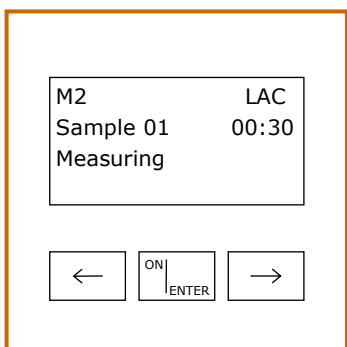 M2 LAC
Sample 01 00:30
Measuring
← ON ENTER →